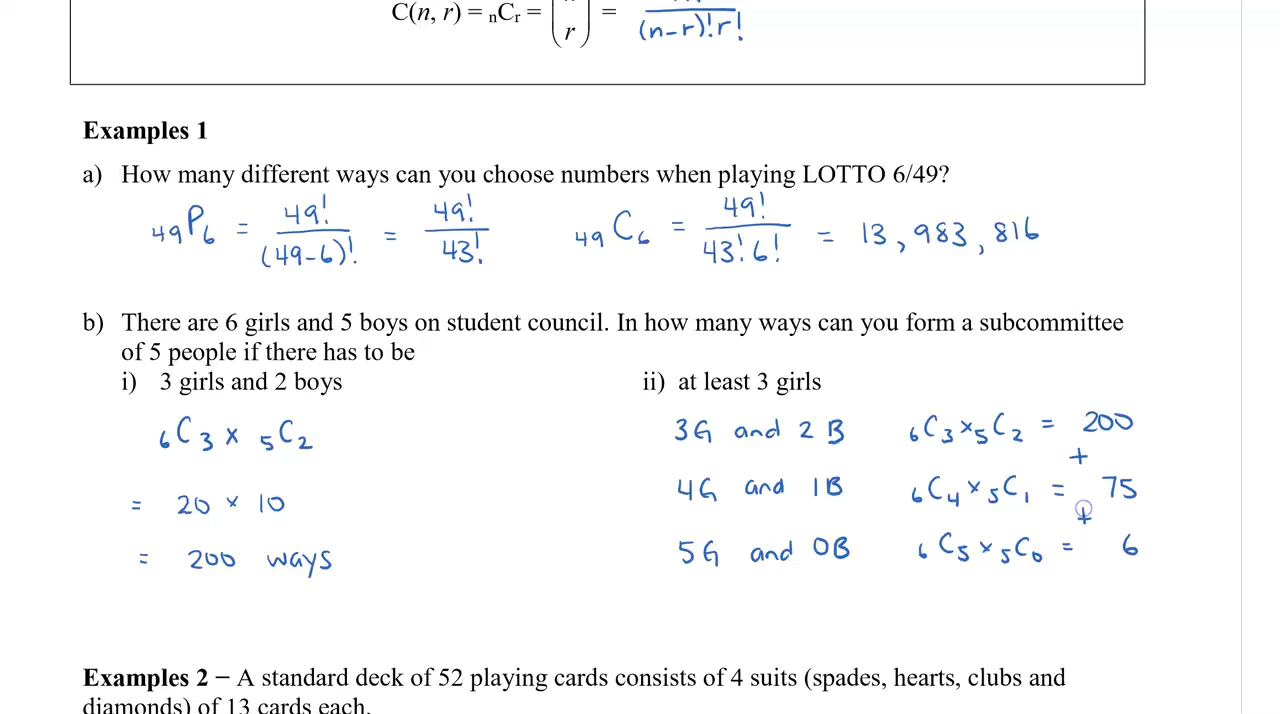 C(n, r) = ₙCᵣ = ( r ) = (n-r)!r!
Examples 1
a) How many different ways can you choose numbers when playing LOTTO 6/49?
₄₉P₆ = 49! / (49-6)! = 49! / 43!
₄₉C₆ = 49! / 43!6! = 13,983,816
b) There are 6 girls and 5 boys on student council. In how many ways can you form a subcommittee
of 5 people if there has to be
i) 3 girls and 2 boys
₆C₃ × ₅C₂
= 20 × 10
= 200 ways
ii) at least 3 girls
3G and 2B ₆C₃×₅C₂ = 200
+
4G and 1B ₆C₄×₅C₁ = 75
+
5G and 0B ₆C₅×₅C₀ = 6
Examples 2 – A standard deck of 52 playing cards consists of 4 suits (spades, hearts, clubs and
diamonds) of 13 cards each.